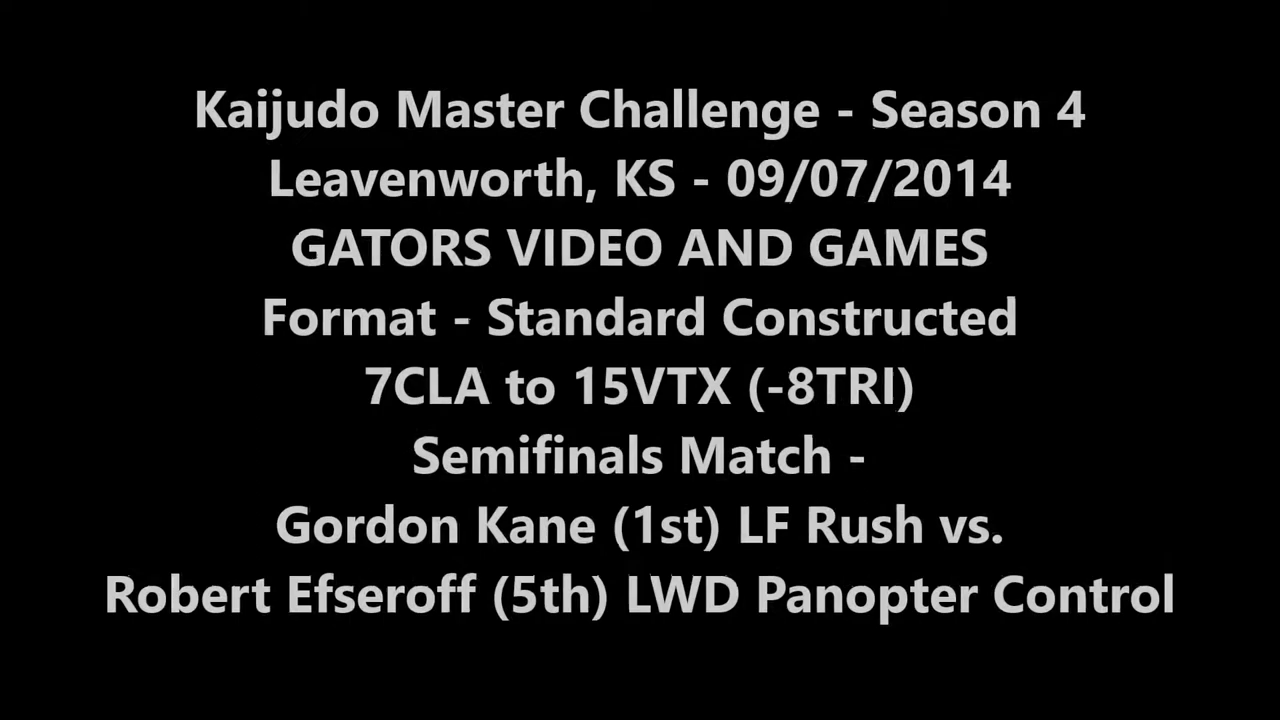 Kaijudo Master Challenge - Season 4
Leavenworth, KS - 09/07/2014
GATORS VIDEO AND GAMES
Format - Standard Constructed
7CLA to 15VTX (-8TRI)
Semifinals Match -
Gordon Kane (1st) LF Rush vs.
Robert Efseroff (5th) LWD Panopter Control